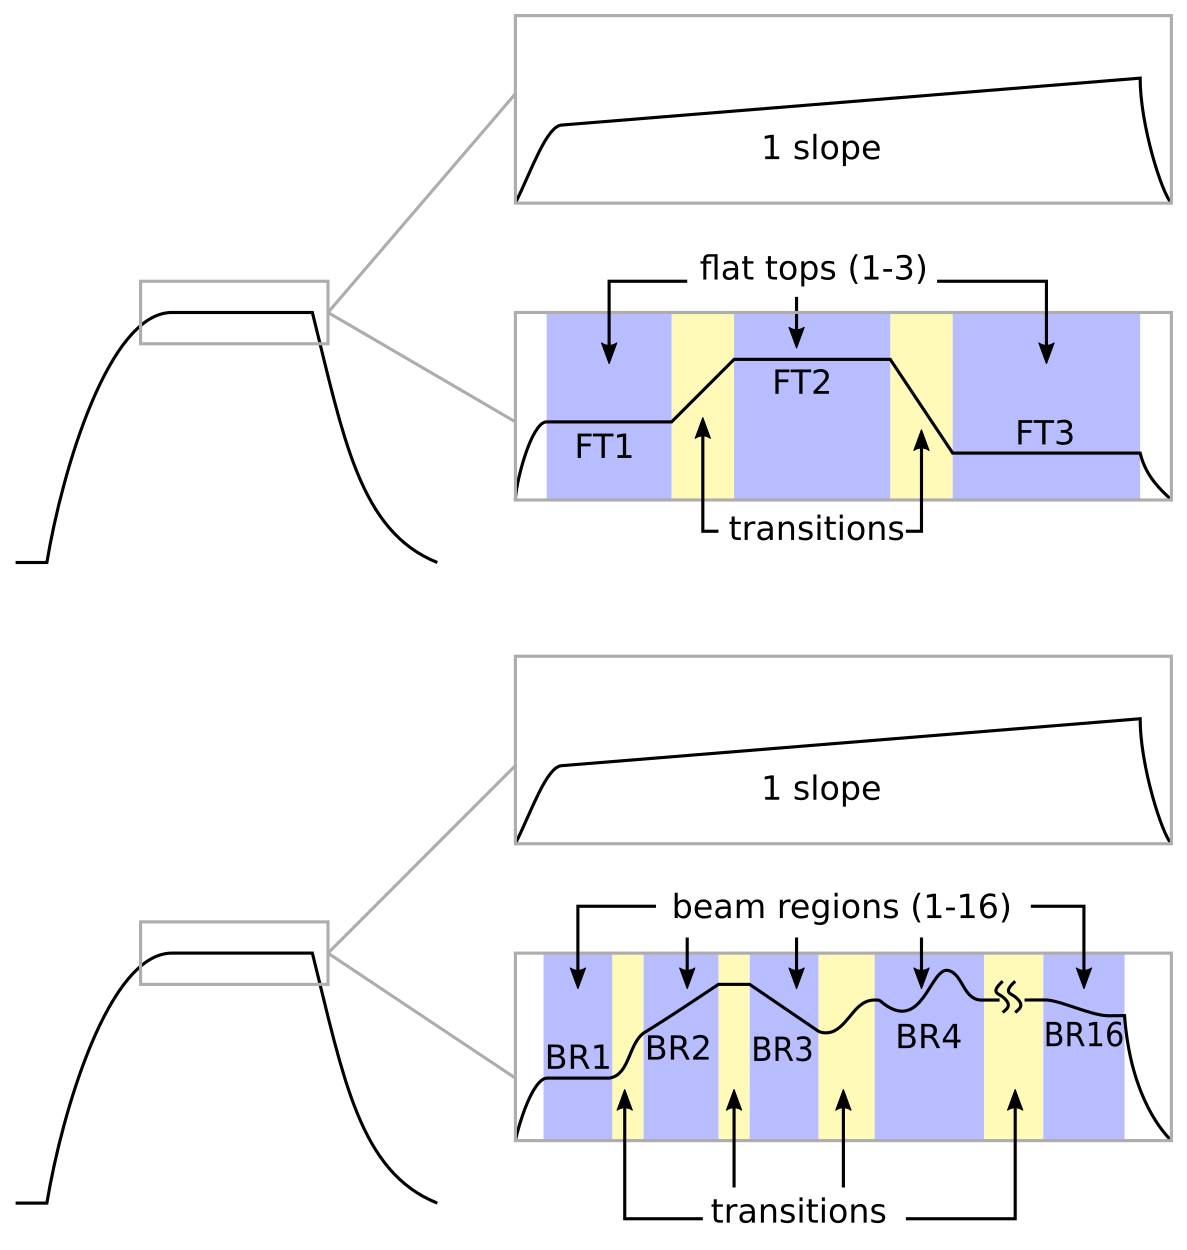 1 slope
flat tops (1-3)
FT1
FT2
FT3
transitions
1 slope
beam regions (1-16)
BR1
BR2
BR3
BR4
BR16
transitions